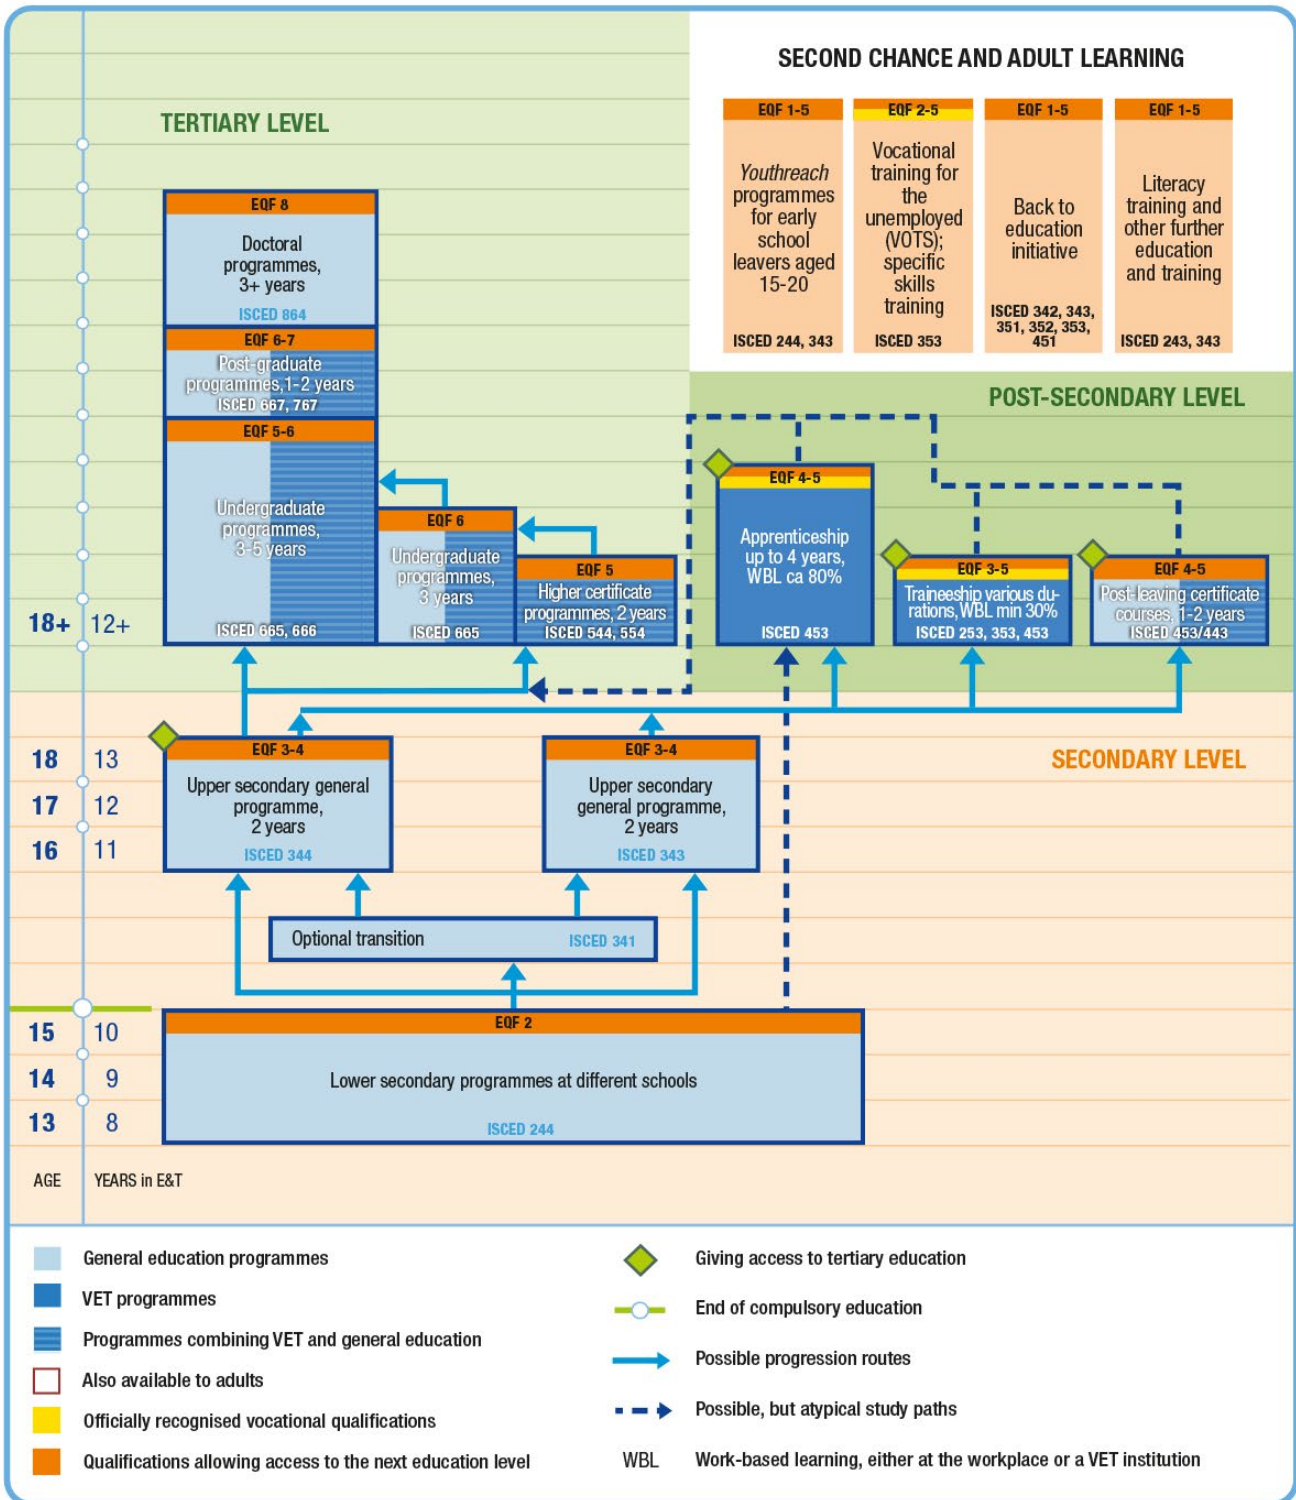 SECOND CHANCE AND ADULT LEARNING
EQF 1-5
Youthreach
programmes
for early
school
leavers aged
15-20
ISCED 244, 343
EQF 2-5
Vocational
training for
the
unemployed
(VOTS);
specific
skills
training
ISCED 353
EQF 1-5
Back to
education
initiative
ISCED 342, 343,
351, 352, 353,
451
EQF 1-5
Literacy
training and
other further
education
and training
ISCED 243, 343
TERTIARY LEVEL
EQF 8
Doctoral
programmes,
3+ years
ISCED 864
EQF 6-7
Post-graduate
programmes,1-2 years
ISCED 667, 767
EQF 5-6
Undergraduate
programmes,
3-5 years
ISCED 665, 666
EQF 6
Undergraduate
programmes,
3 years
ISCED 665
EQF 5
Higher certificate
programmes, 2 years
ISCED 544, 554
POST-SECONDARY LEVEL
EQF 4-5
Apprenticeship
up to 4 years,
WBL ca 80%
ISCED 453
EQF 3-5
Traineeship various du-
rations,WBL min 30%
ISCED 253, 353, 453
EQF 4-5
Post-leaving certificate
courses, 1-2 years
ISCED 453/443
18+ 12+
SECONDARY LEVEL
18 13
17 12
16 11
EQF 3-4
Upper secondary general
programme,
2 years
ISCED 344
EQF 3-4
Upper secondary
general programme,
2 years
ISCED 343
Optional transition ISCED 341
15 10
14 9
13 8
EQF 2
Lower secondary programmes at different schools
ISCED 244
AGE YEARS in E&T
General education programmes
VET programmes
Programmes combining VET and general education
Also available to adults
Officially recognised vocational qualifications
Qualifications allowing access to the next education level
Giving access to tertiary education
End of compulsory education
Possible progression routes
Possible, but atypical study paths
WBL Work-based learning, either at the workplace or a VET institution